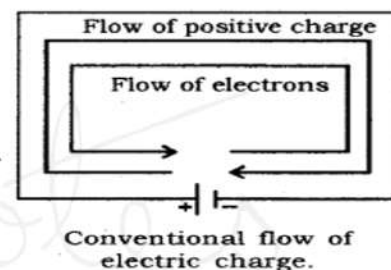 Flow of positive charge
Flow of electrons
+ −
Conventional flow of
electric charge.